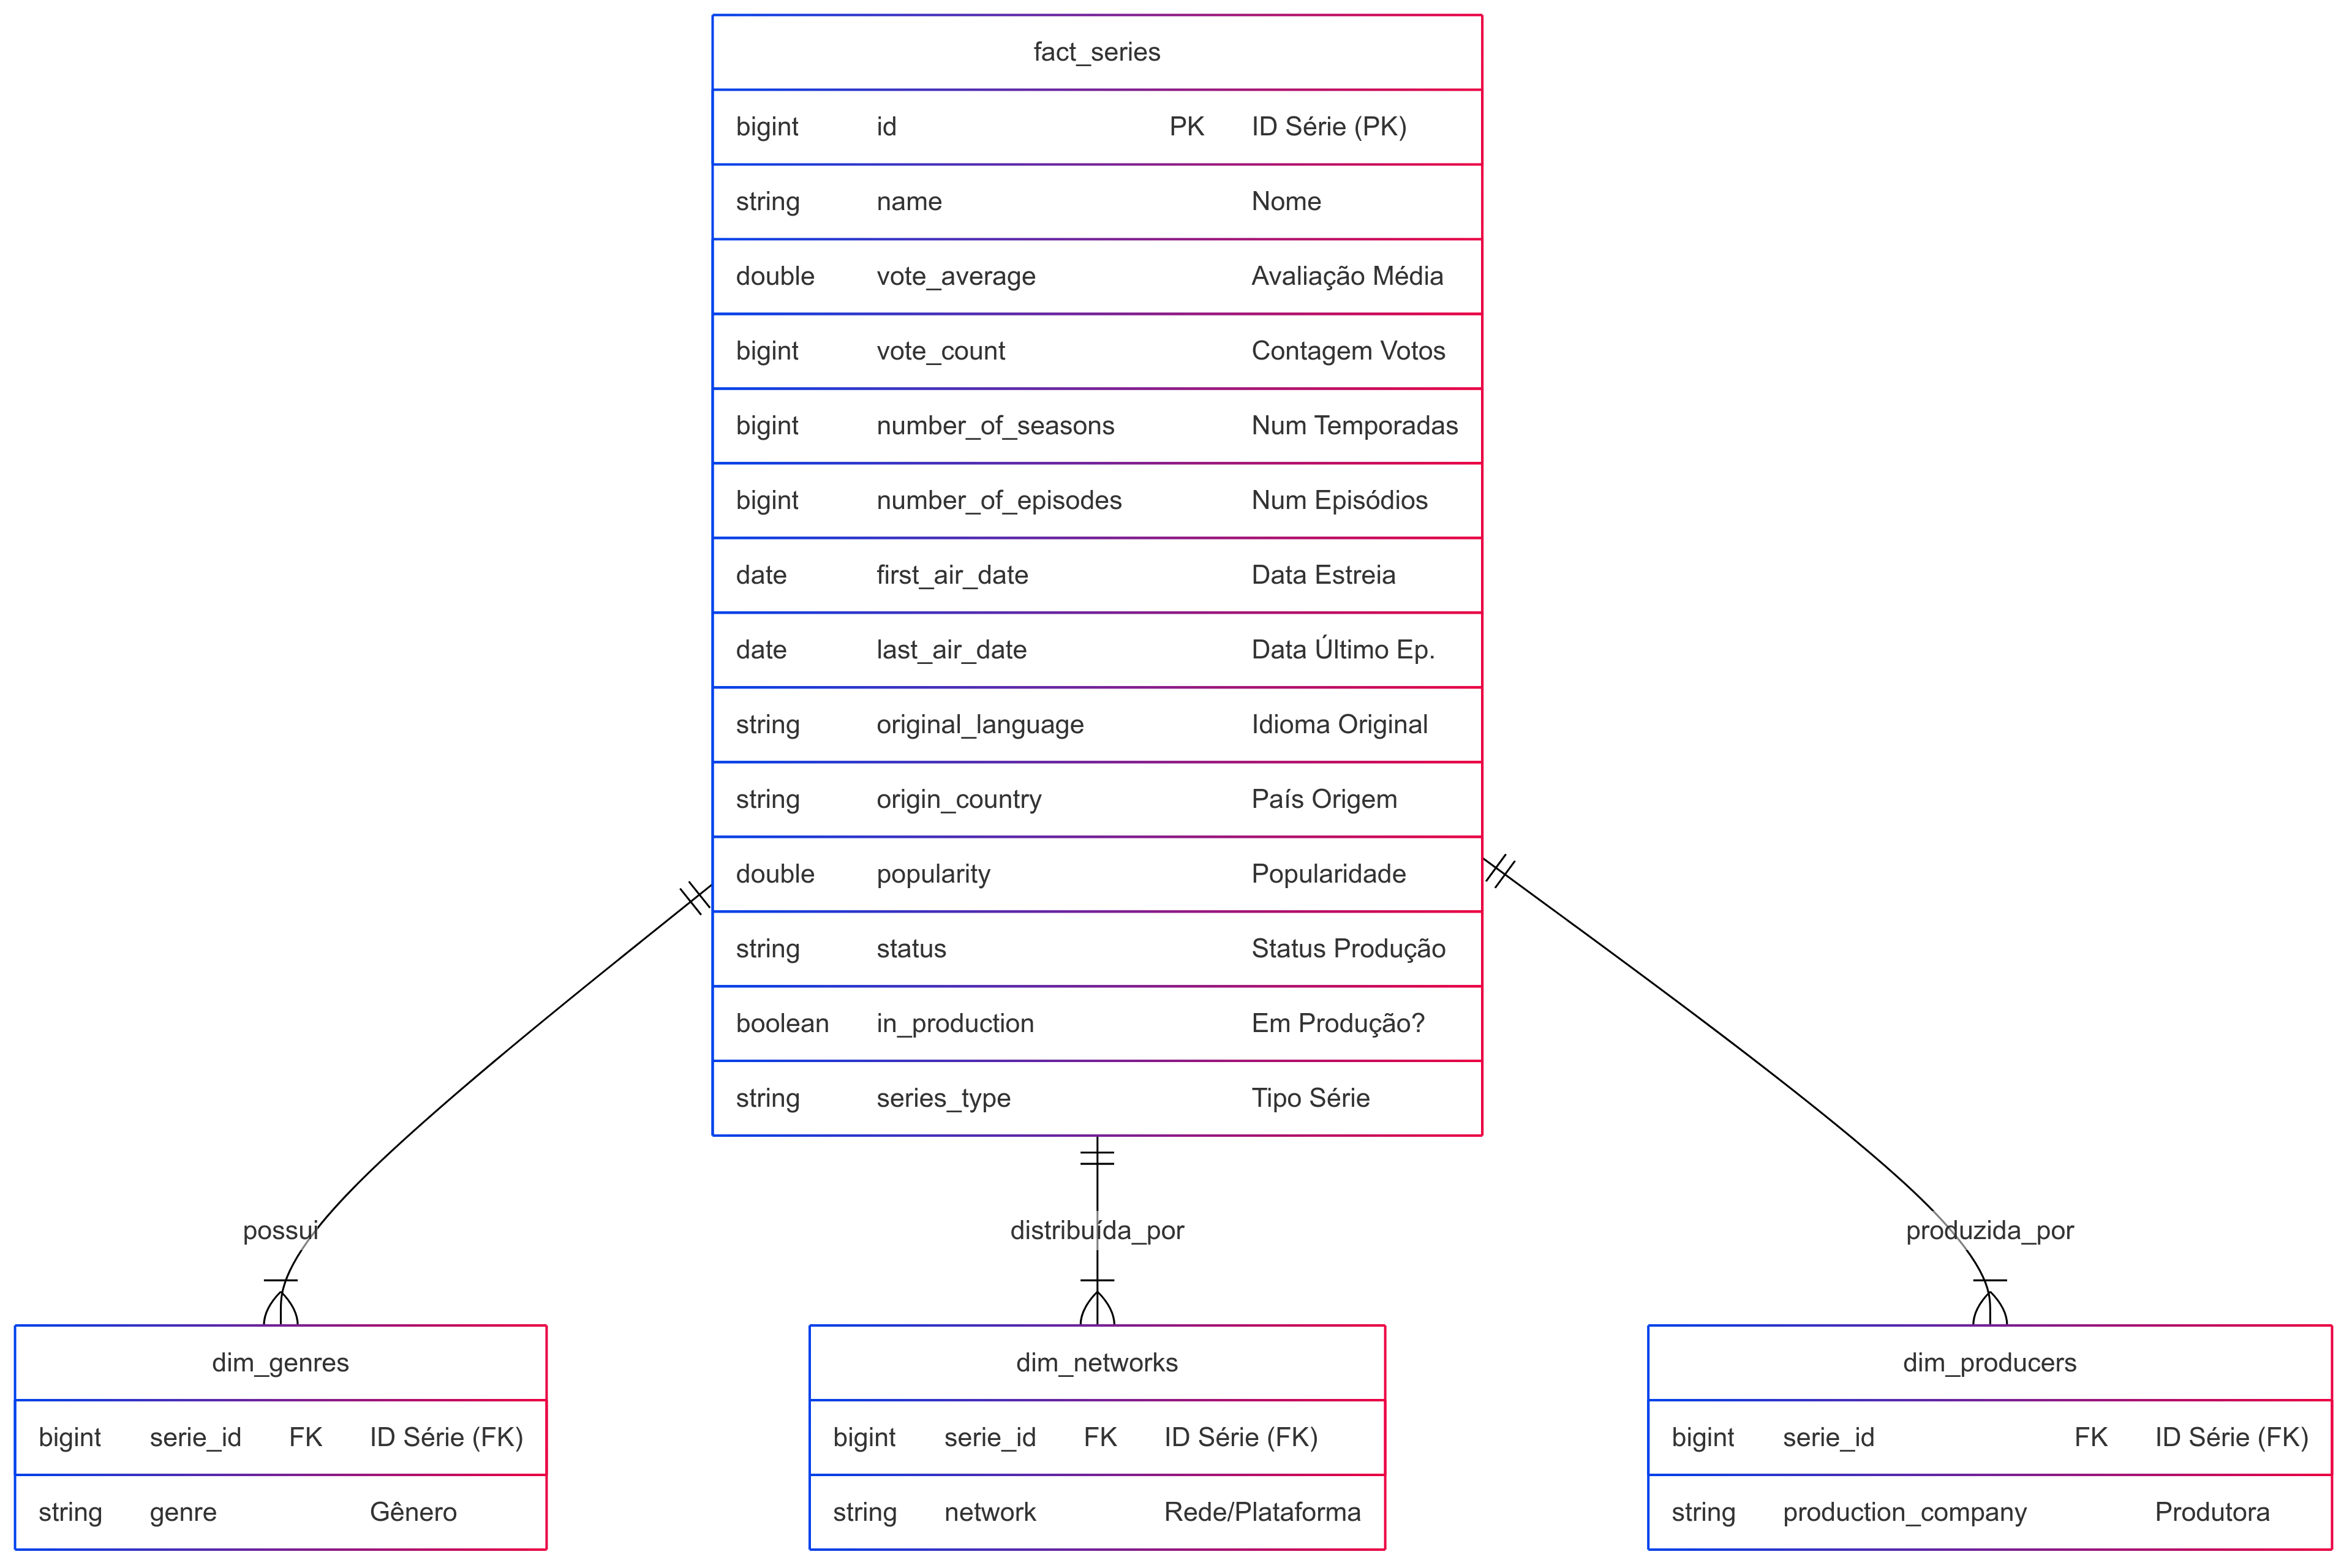 fact_series
bigint id PK ID Série (PK)
string name Nome
double vote_average Avaliação Média
bigint vote_count Contagem Votos
bigint number_of_seasons Num Temporadas
bigint number_of_episodes Num Episódios
date first_air_date Data Estreia
date last_air_date Data Último Ep.
string original_language Idioma Original
string origin_country País Origem
double popularity Popularidade
string status Status Produção
boolean in_production Em Produção?
string series_type Tipo Série
possui distribuída_por produzida_por
dim_genres
bigint serie_id FK ID Série (FK)
string genre Gênero
dim_networks
bigint serie_id FK ID Série (FK)
string network Rede/Plataforma
dim_producers
bigint serie_id FK ID Série (FK)
string production_company Produtora